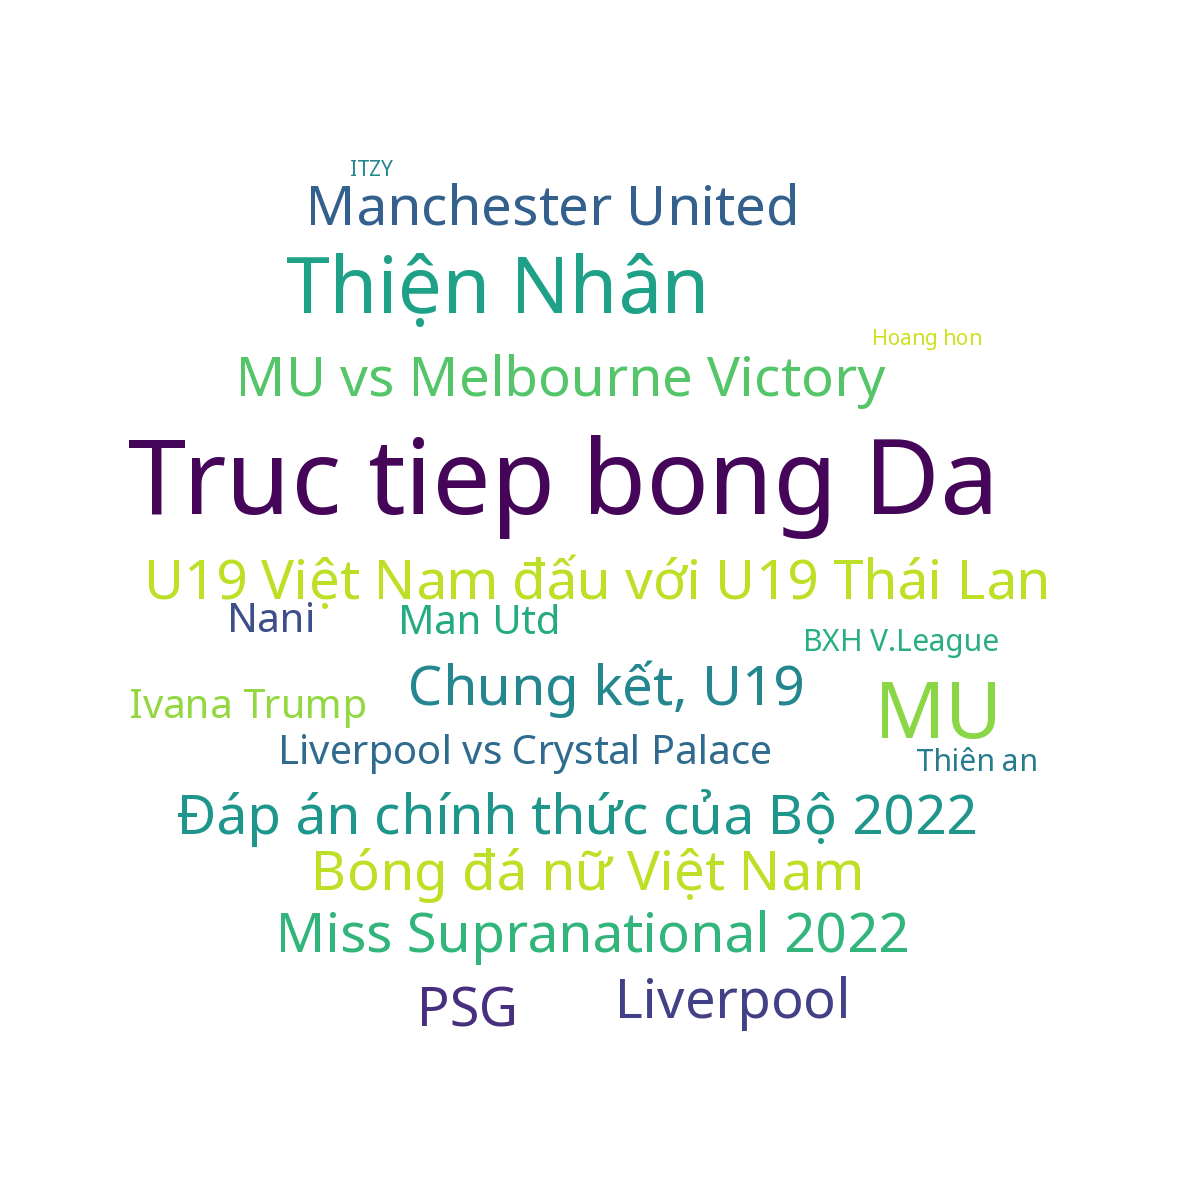 ITZY
Manchester United
Thiện Nhân
Hoang hon
MU vs Melbourne Victory
Truc tiep bong Da
U19 Việt Nam đấu với U19 Thái Lan
Nani
Man Utd
BXH V.League
Chung kết, U19
Ivana Trump
MU
Liverpool vs Crystal Palace
Thiên an
Đáp án chính thức của Bộ 2022
Bóng đá nữ Việt Nam
Miss Supranational 2022
PSG
Liverpool